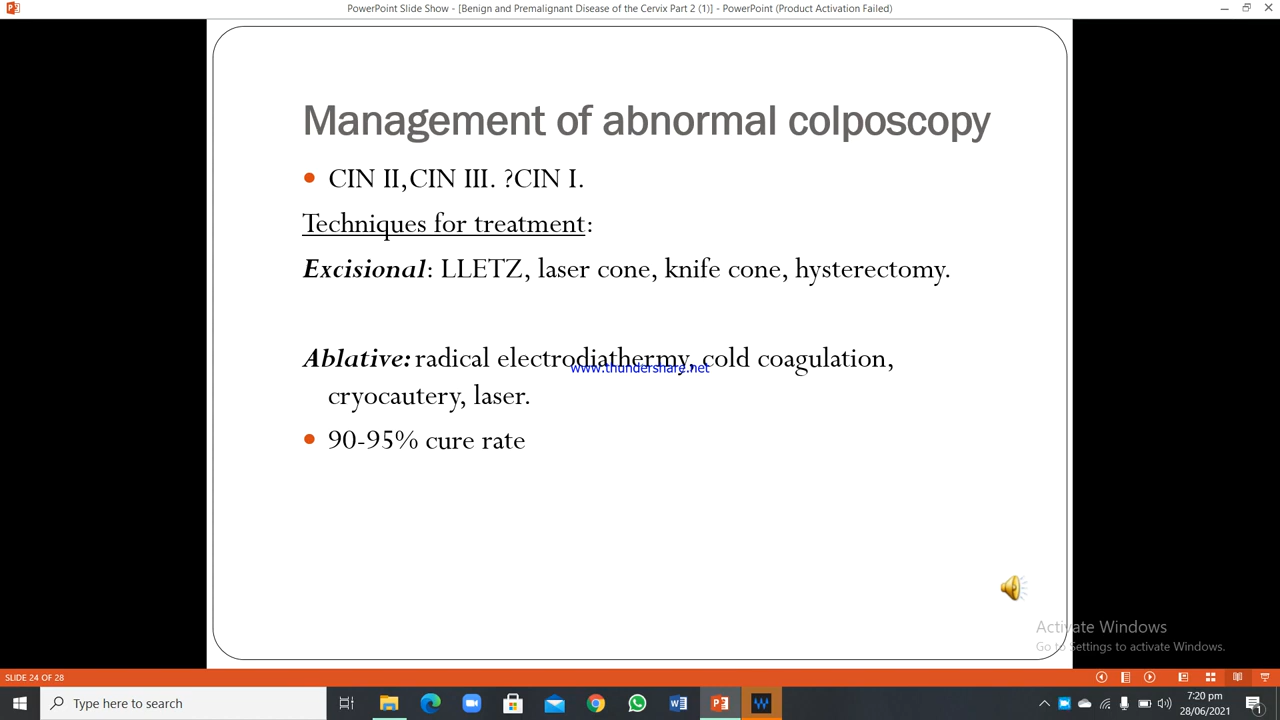 PowerPoint Slide Show - [Benign and Premalignant Disease of the Cervix Part 2 (1)] - PowerPoint (Product Activation Failed)
Management of abnormal colposcopy
CIN II,CIN III. ?CIN I.
Techniques for treatment:
Excisional: LLETZ, laser cone, knife cone, hysterectomy.
Ablative: radical electrodiathermy, cold coagulation,
www.thundershare.net
cryocautery, laser.
90-95% cure rate
Activate Windows
Go to Settings to activate Windows.
SLIDE 24 OF 28
Type here to search
7:20 pm
28/06/2021